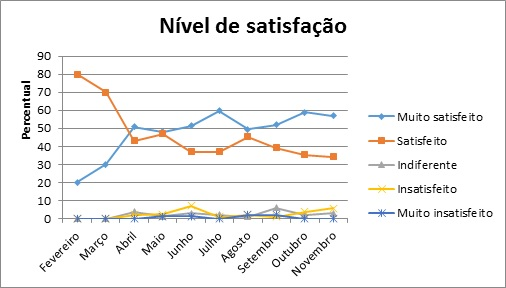 Nível de satisfação
Percentual
90
80
70
60
50
40
30
20
10
0
Fevereiro
Março
Abril
Maio
Junho
Julho
Agosto
Setembro
Outubro
Novembro
Muito satisfeito
Satisfeito
Indiferente
Insatisfeito
Muito insatisfeito